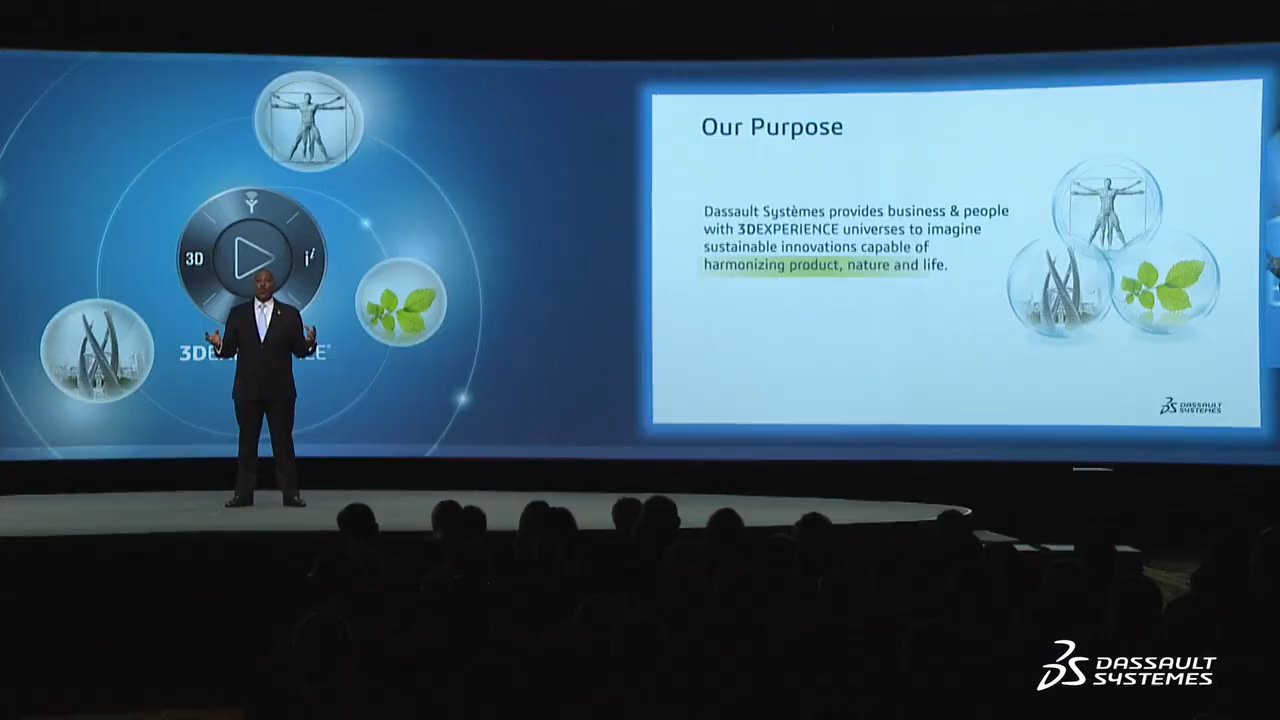 3D
i
3DE
CE
Our Purpose
Dassault Systèmes provides business & people
with 3DEXPERIENCE universes to imagine
sustainable innovations capable of
harmonizing product, nature and life.
DASSAULT
SYSTEMES
DASSAULT
SYSTEMES